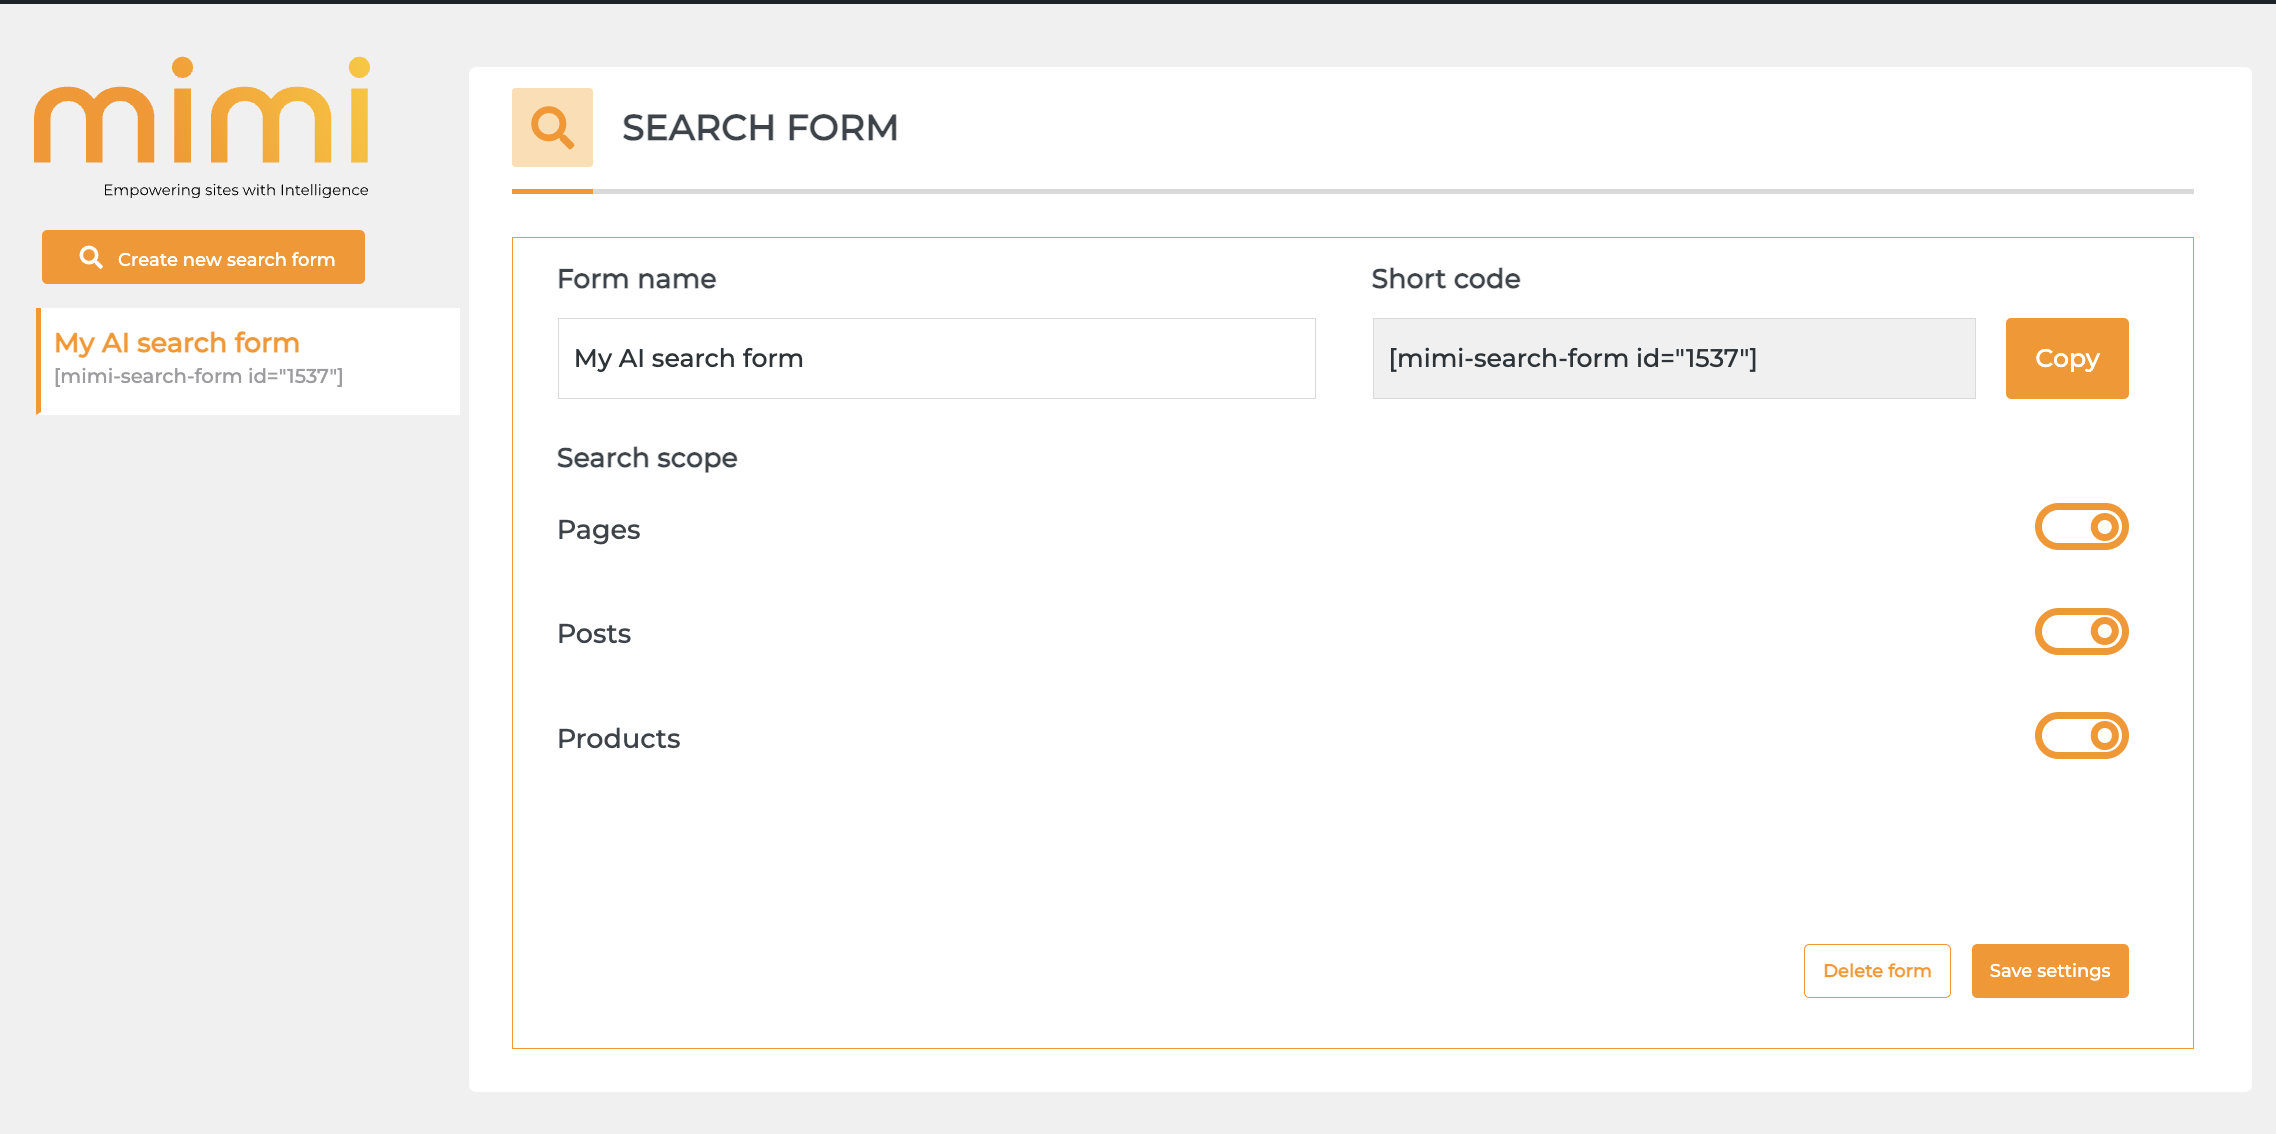 mimi
Empowering sites with Intelligence
Create new search form
My AI search form
[mimi-search-form id="1537"]
SEARCH FORM
Form name
Short code
My AI search form
[mimi-search-form id="1537"]
Copy
Search scope
Pages
Posts
Products
Delete form
Save settings